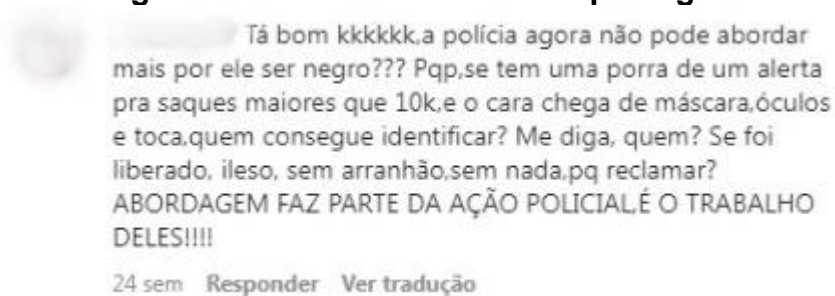 Tá bom kkkkkk,a polícia agora não pode abordar
mais por ele ser negro??? Pqp,se tem uma porra de um alerta
pra saques maiores que 10k,e o cara chega de máscara,óculos
e toca,quem consegue identificar? Me diga, quem? Se foi
liberado, ileso, sem arranhão,sem nada,pq reclamar?
ABORDAGEM FAZ PARTE DA AÇÃO POLICIAL,É O TRABALHO
DELES!!!!
24 sem Responder Ver tradução